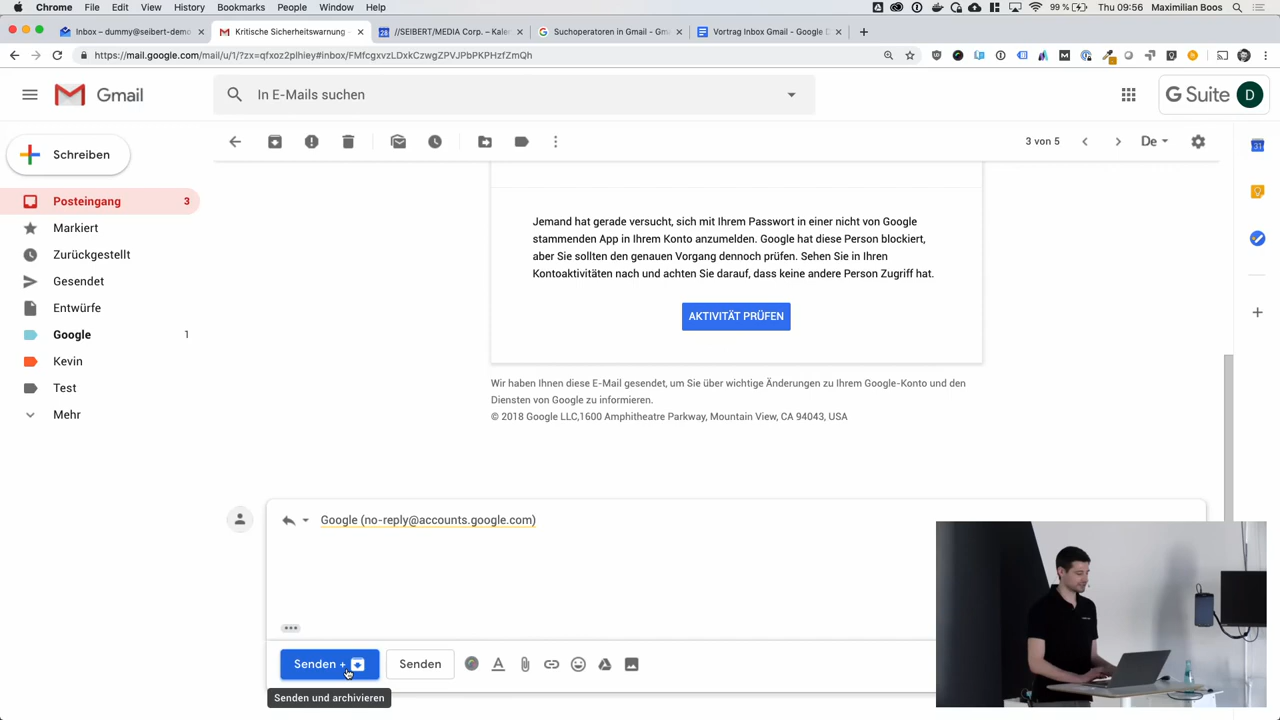 Chrome File Edit View History Bookmarks People Window Help
99 % Thu 09:56 Maximilian Boos
Inbox – dummy@seibert-demo
Kritische Sicherheitswarnung -
//SEIBERT/MEDIA Corp. – Kale
Suchoperatoren in Gmail - Gm
Vortrag Inbox Gmail - Google D
https://mail.google.com/mail/u/1/?zx=qfxoz2plhiey#inbox/FMfcgxvzLDxkCzwgZPVJPbPKPHzfZmQh
Gmail
In E-Mails suchen
G Suite D
Schreiben
3 von 5
De
Posteingang 3
Markiert
Zurückgestellt
Gesendet
Entwürfe
Google 1
Kevin
Test
Mehr
Jemand hat gerade versucht, sich mit Ihrem Passwort in einer nicht von Google
stammenden App in Ihrem Konto anzumelden. Google hat diese Person blockiert,
aber Sie sollten den genauen Vorgang dennoch prüfen. Sehen Sie in Ihren
Kontoaktivitäten nach und achten Sie darauf, dass keine andere Person Zugriff hat.
AKTIVITÄT PRÜFEN
Wir haben Ihnen diese E-Mail gesendet, um Sie über wichtige Änderungen zu Ihrem Google-Konto und den
Diensten von Google zu informieren.
© 2018 Google LLC,1600 Amphitheatre Parkway, Mountain View, CA 94043, USA
Google (no-reply@accounts.google.com)
Senden +
Senden
Senden und archivieren
31